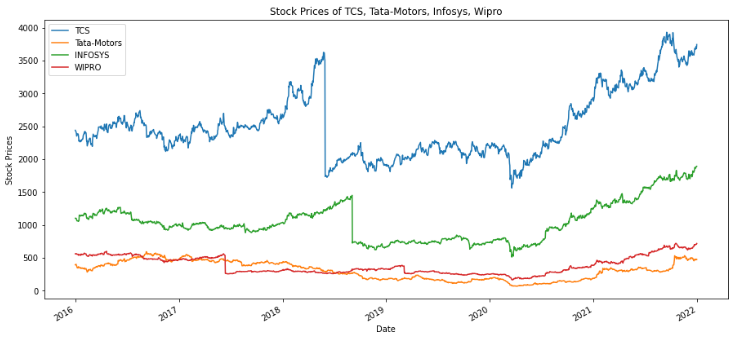 Stock Prices of TCS, Tata-Motors, Infosys, Wipro
TCS
Tata-Motors
INFOSYS
WIPRO
Stock Prices
4000
3500
3000
2500
2000
1500
1000
500
0
2016
2017
2018
2019
2020
2021
2022
Date